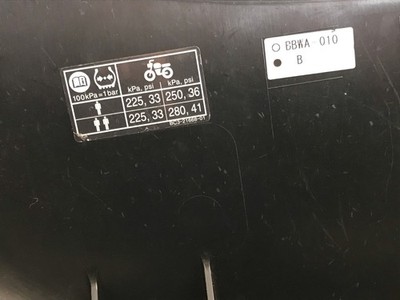 kPa, psi kPa, psi
100kPa=1bar
225, 33 250, 36
225, 33 280, 41
BBWA 010
B